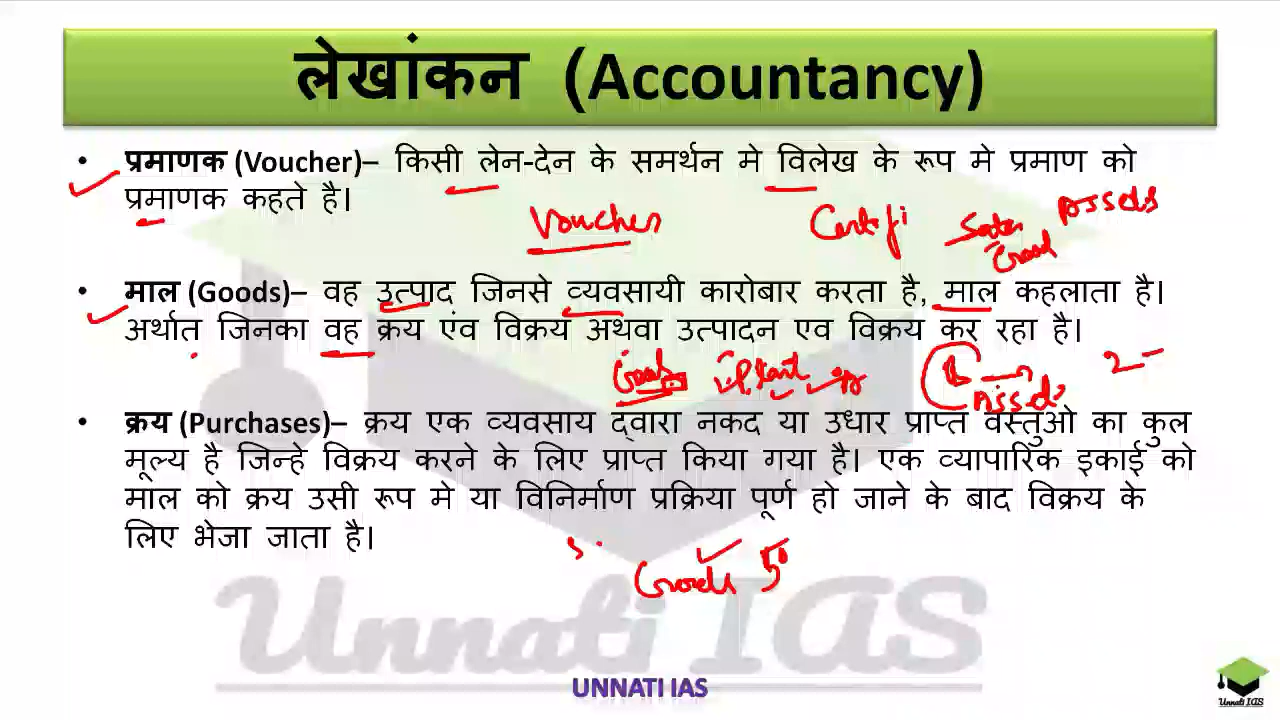 लेखांकन (Accountancy)
• प्रमाणक (Voucher)– किसी लेन-देन के समर्थन मे विलेख के रूप मे प्रमाण को
प्रमाणक कहते है।
Voucher
Assets
• माल (Goods)– वह उत्पाद जिनसे व्यवसायी कारोबार करता है, माल कहलाता है।
अर्थात जिनका वह क्रय एंव विक्रय अथवा उत्पादन एव विक्रय कर रहा है।
Assets
• क्रय (Purchases)– क्रय एक व्यवसाय द्वारा नकद या उधार प्राप्त वस्तुओ का कुल
मूल्य है जिन्हे विक्रय करने के लिए प्राप्त किया गया है। एक व्यापारिक इकाई को
माल को क्रय उसी रूप मे या विनिर्माण प्रक्रिया पूर्ण हो जाने के बाद विक्रय के
लिए भेजा जाता है।
Goods 50
Unnati IAS
UNNATI IAS
Unnati IAS